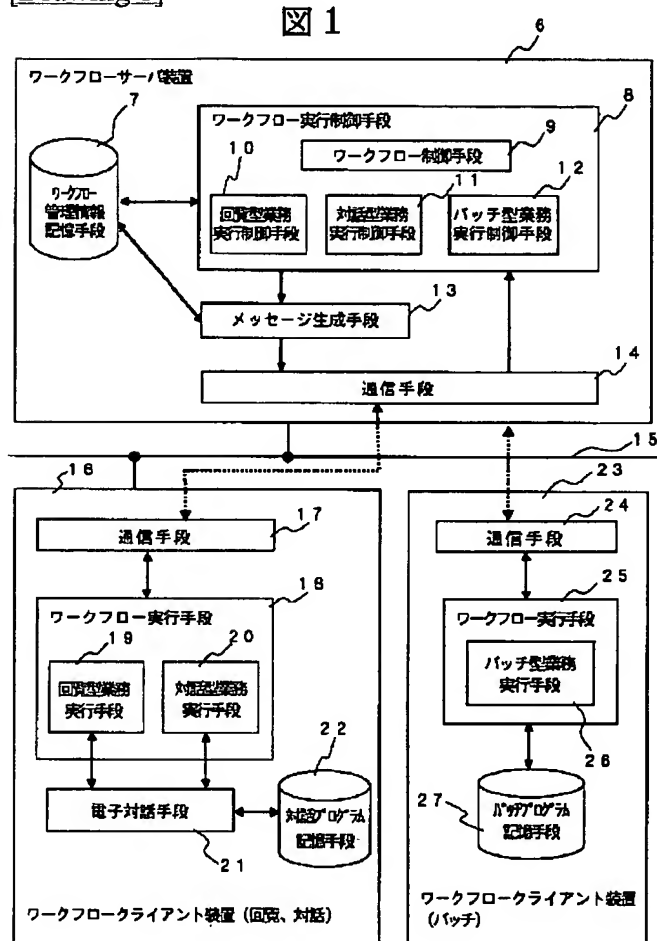 図1
6
ワークフローサーバ装置
7
ワークフロー
管理情報
記憶手段
ワークフロー実行制御手段
8
ワークフロー制御手段
9
10
回覧型業務
実行制御手段
11
対話型業務
実行制御手段
12
バッチ型業務
実行制御手段
メッセージ生成手段
13
通信手段
14
15
16
通信手段
17
ワークフロー実行手段
18
19
回覧型業務
実行手段
20
対話型業務
実行手段
電子対話手段
21
22
対話プログラム
記憶手段
ワークフロークライアント装置(回覧、対話)
23
通信手段
24
25
ワークフロー実行手段
バッチ型業務
実行手段
26
27
バッチプログラム
記憶手段
ワークフロークライアント装置
(バッチ)